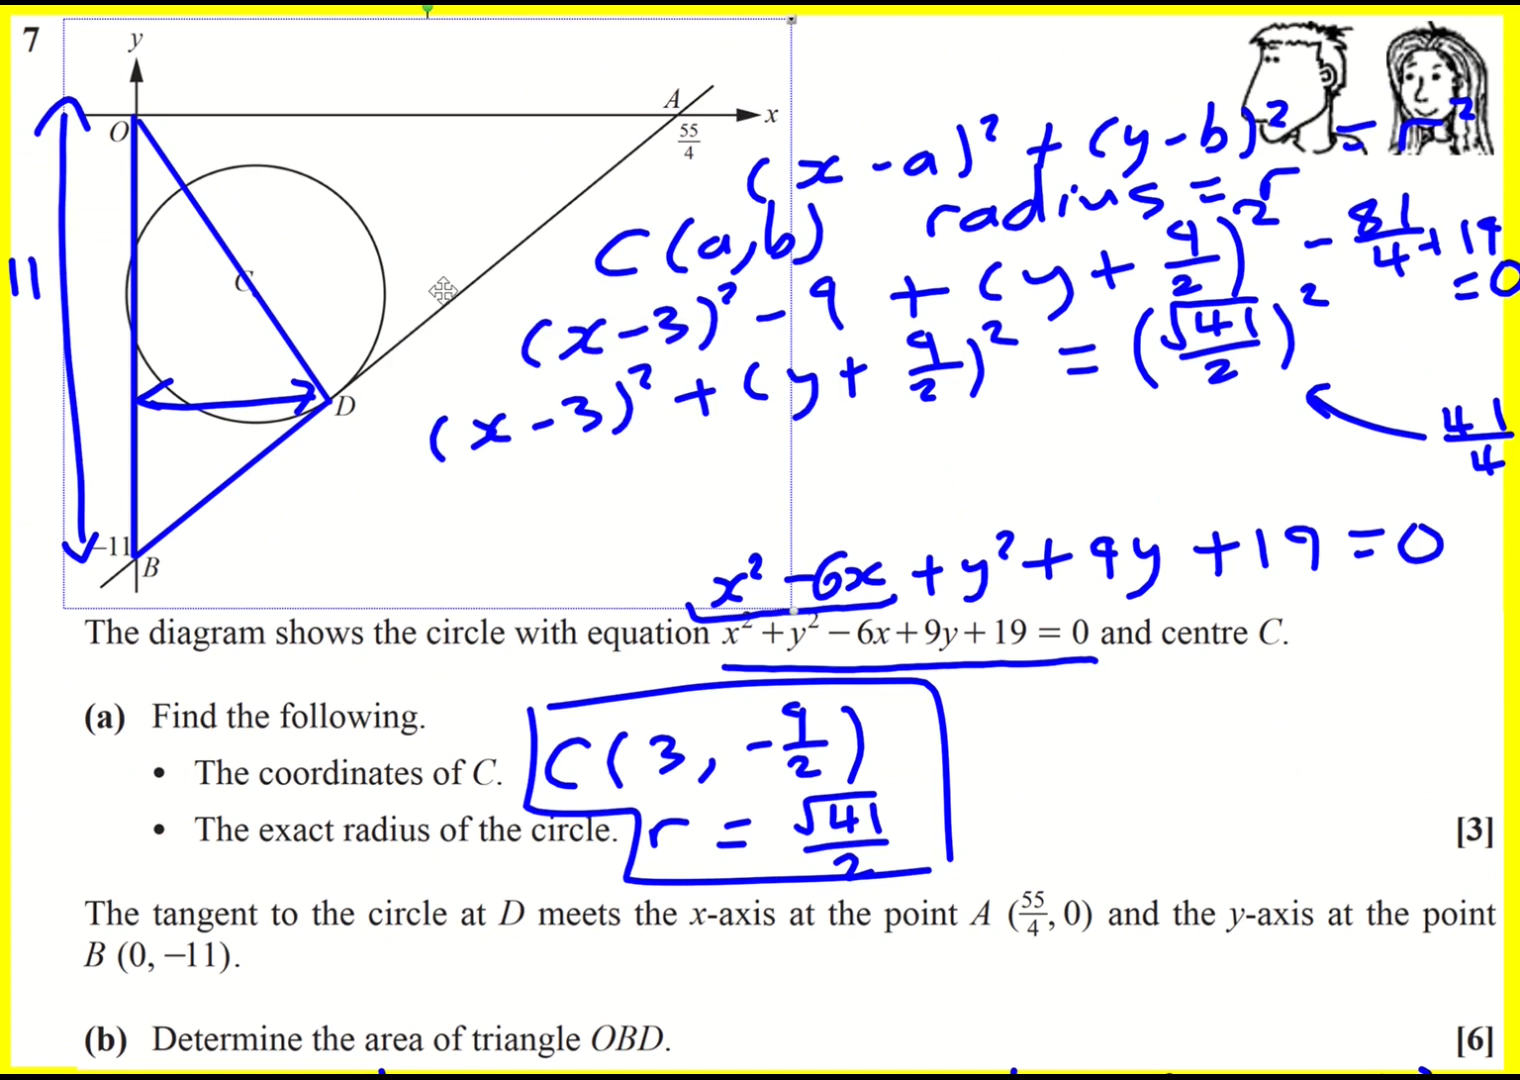 7
y
A
x
O
55/4
(x - a)² + (y - b)² = r²
C(a,b) radius = r
11
C
(x - 3)² - 9 + (y + 9/2)² - 81/4 + 19 = 0
(x - 3)² + (y + 9/2)² = (√41/2)²
D
41/4
-11
B
x² - 6x + y² + 9y + 19 = 0
The diagram shows the circle with equation x² + y² − 6x + 9y + 19 = 0 and centre C.
(a) Find the following.
• The coordinates of C.
C(3, -9/2)
• The exact radius of the circle. [3]
r = √41/2
The tangent to the circle at D meets the x-axis at the point A (55/4, 0) and the y-axis at the point
B (0, −11).
(b) Determine the area of triangle OBD. [6]